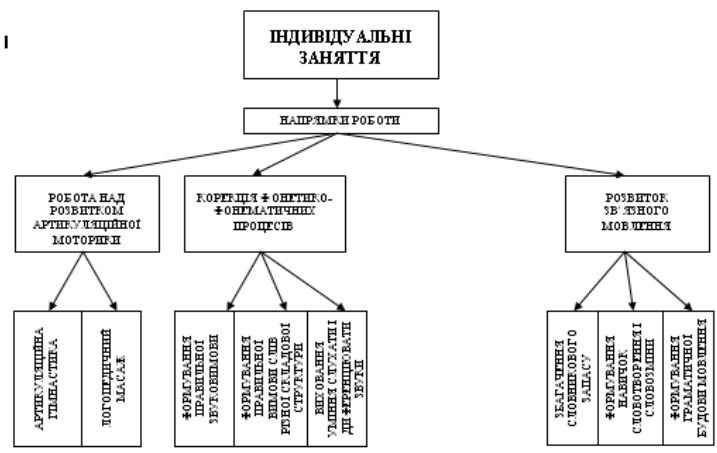 ІНДИВІДУАЛЬНІ
ЗАНЯТТЯ
НАПРЯМКИ РОБОТИ
РОБОТА НАД
РОЗВИТКОМ
АРТИКУЛЯЦІЙНОЇ
МОТОРИКИ
КОРЕКЦІЯ ФОНЕТИКО-
ФОНЕМАТИЧНИХ
ПРОЦЕСІВ
РОЗВИТОК
ЗВ'ЯЗНОГО
МОВЛЕННЯ
АРТИКУЛЯЦІЙНА
ГІМНАСТИКА
ЛОГОПЕДИЧНИЙ
МАСАЖ
ФОРМУВАННЯ
ПРАВИЛЬНОЇ
ЗВУКОВИМОВИ
ФОРМУВАННЯ
ПРАВИЛЬНОЇ
ВИМОВИ СЛІВ
РІЗНОЇ СКЛАДОВОЇ
СТРУКТУРИ
ВИХОВАННЯ
УМІННЯ СЛУХАТИ І
ДИФЕРЕНЦІЮВАТИ
ЗВУКИ
ЗБАГАЧЕННЯ
СЛОВНИКОВОГО
ЗАПАСУ
ФОРМУВАННЯ
НАВИЧОК
СЛОВОТВОРЕННЯ І
СЛОВОЗМІНИ
ФОРМУВАННЯ
ГРАМАТИЧНОЇ
БУДОВИ МОВЛЕННЯ